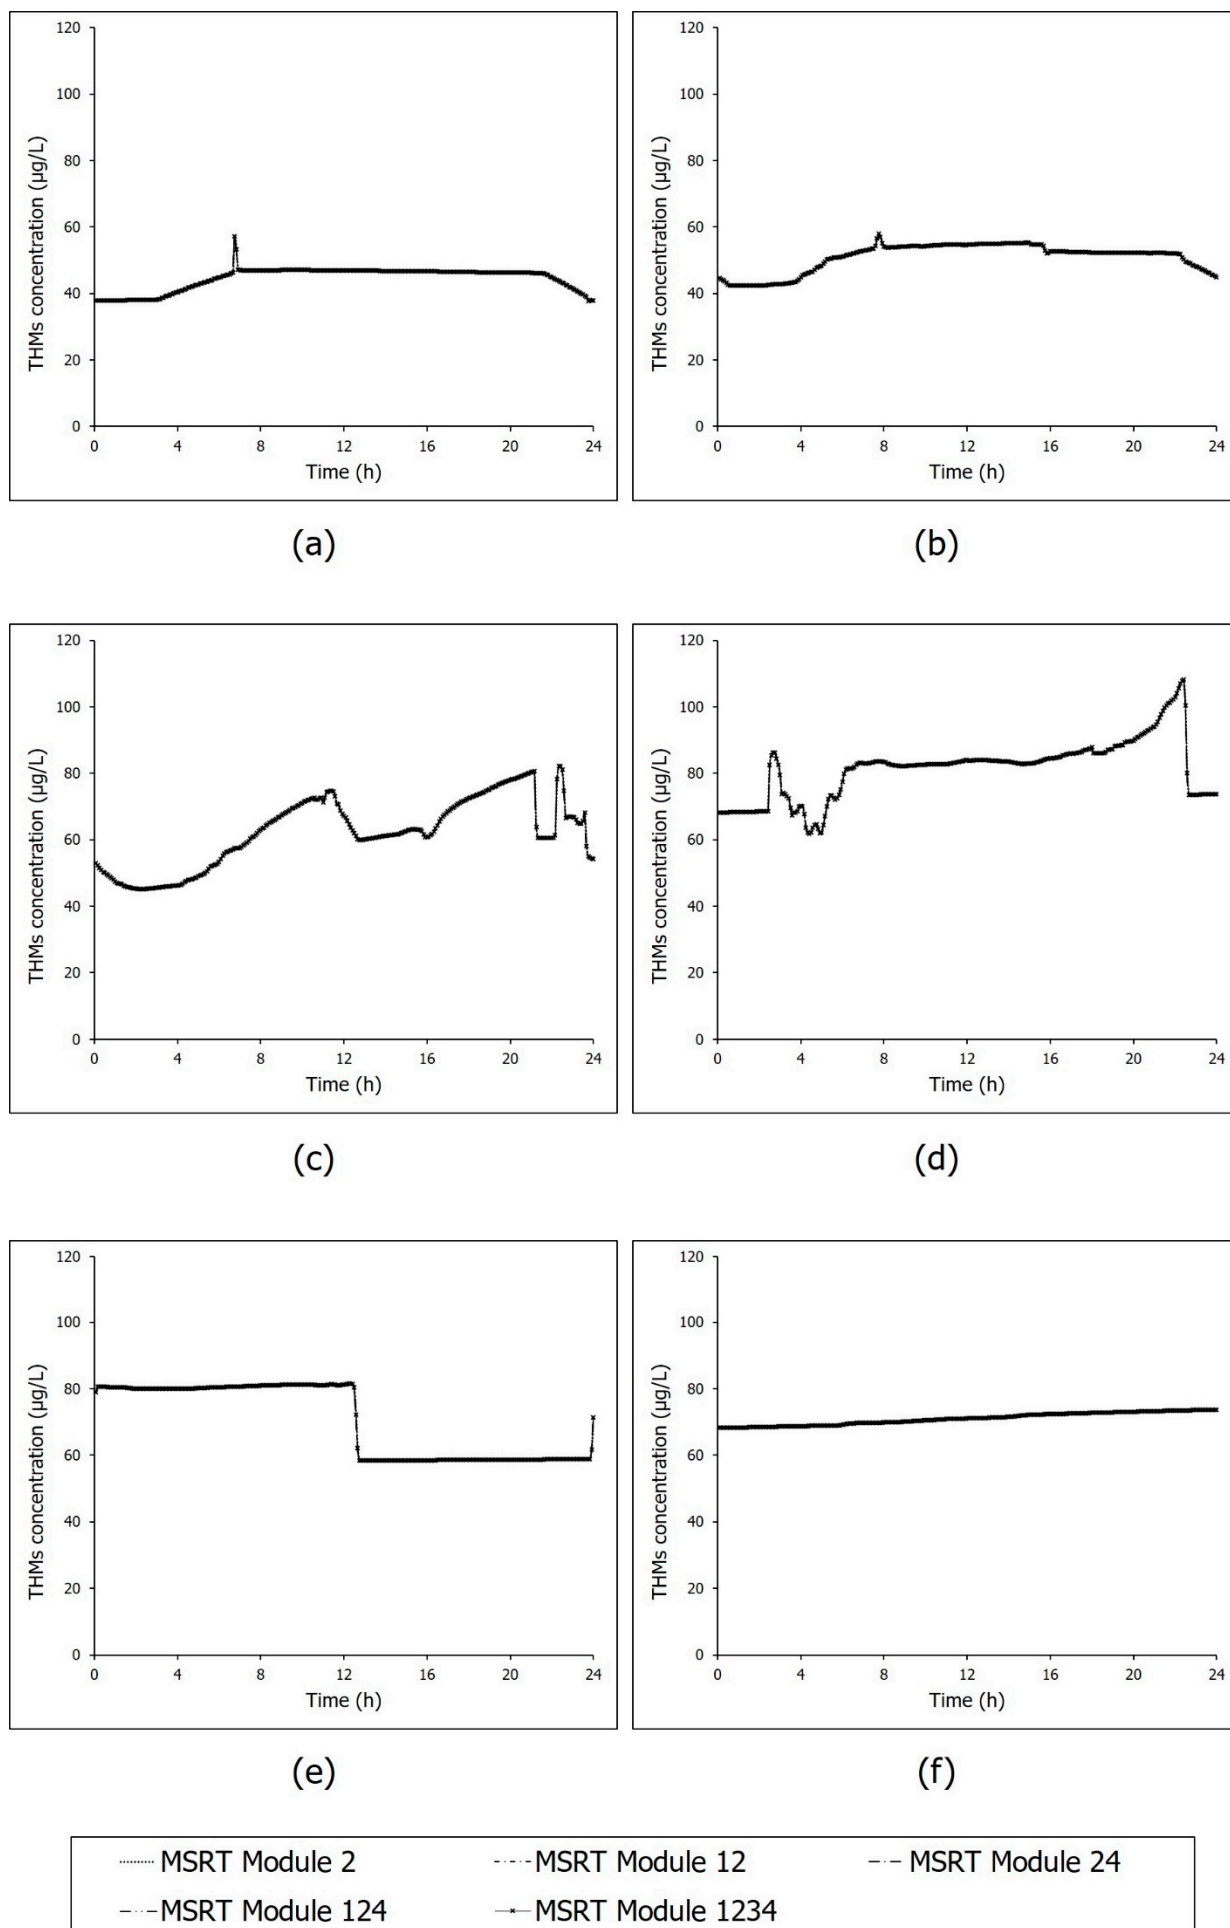 120
100
80
60
40
20
0
THMs concentration (µg/L)
0 4 8 12 16 20 24
Time (h)
(a)
120
100
80
60
40
20
0
THMs concentration (µg/L)
0 4 8 12 16 20 24
Time (h)
(b)
120
100
80
60
40
20
0
THMs concentration (µg/L)
0 4 8 12 16 20 24
Time (h)
(c)
120
100
80
60
40
20
0
THMs concentration (µg/L)
0 4 8 12 16 20 24
Time (h)
(d)
120
100
80
60
40
20
0
THMs concentration (µg/L)
0 4 8 12 16 20 24
Time (h)
(e)
120
100
80
60
40
20
0
THMs concentration (µg/L)
0 4 8 12 16 20 24
Time (h)
(f)
MSRT Module 2 MSRT Module 12 MSRT Module 24
MSRT Module 124 MSRT Module 1234